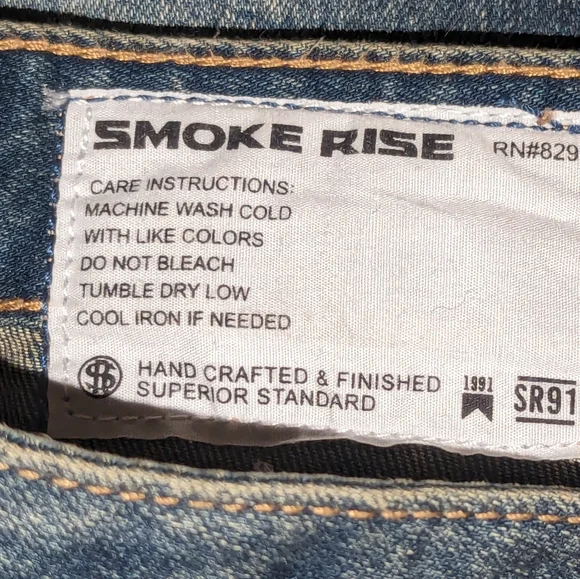 SMOKE RISE RN#829
CARE INSTRUCTIONS:
MACHINE WASH COLD
WITH LIKE COLORS
DO NOT BLEACH
TUMBLE DRY LOW
COOL IRON IF NEEDED
HAND CRAFTED & FINISHED
SUPERIOR STANDARD
1991
SR91